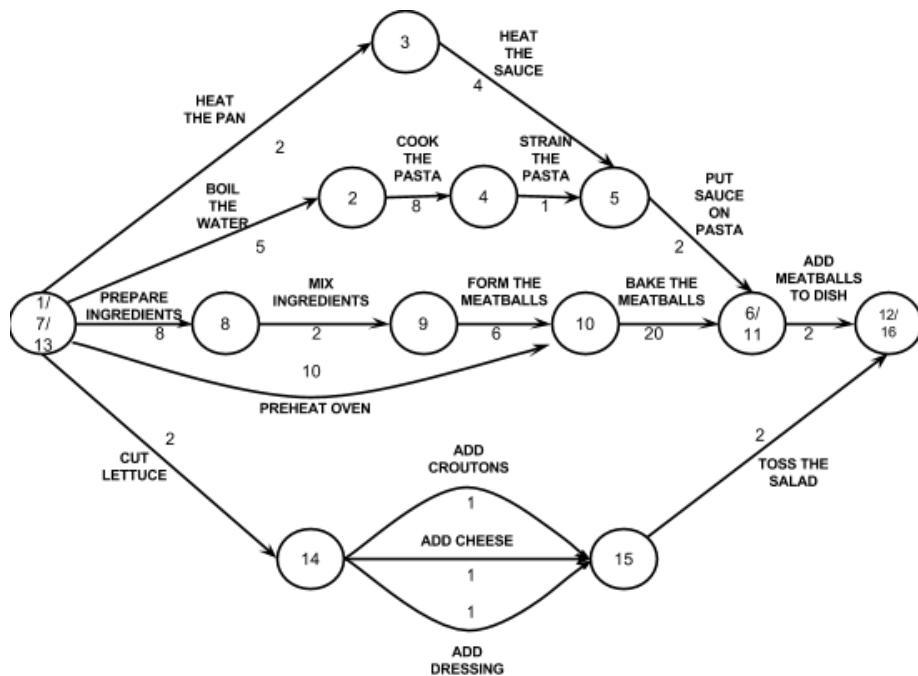 3
HEAT
THE
SAUCE
4
HEAT
THE PAN
2
COOK
THE
PASTA
STRAIN
THE
PASTA
BOIL
THE
WATER
5
2
8
4
1
5
PUT
SAUCE
ON
PASTA
2
ADD
MEATBALLS
TO DISH
1/
7/
13
PREPARE
INGREDIENTS
8
8
MIX
INGREDIENTS
2
9
FORM THE
MEATBALLS
6
10
BAKE THE
MEATBALLS
20
6/
11
2
12/
16
10
PREHEAT OVEN
2
CUT
LETTUCE
ADD
CROUTONS
1
14
ADD CHEESE
1
15
1
ADD
DRESSING
2
TOSS THE
SALAD